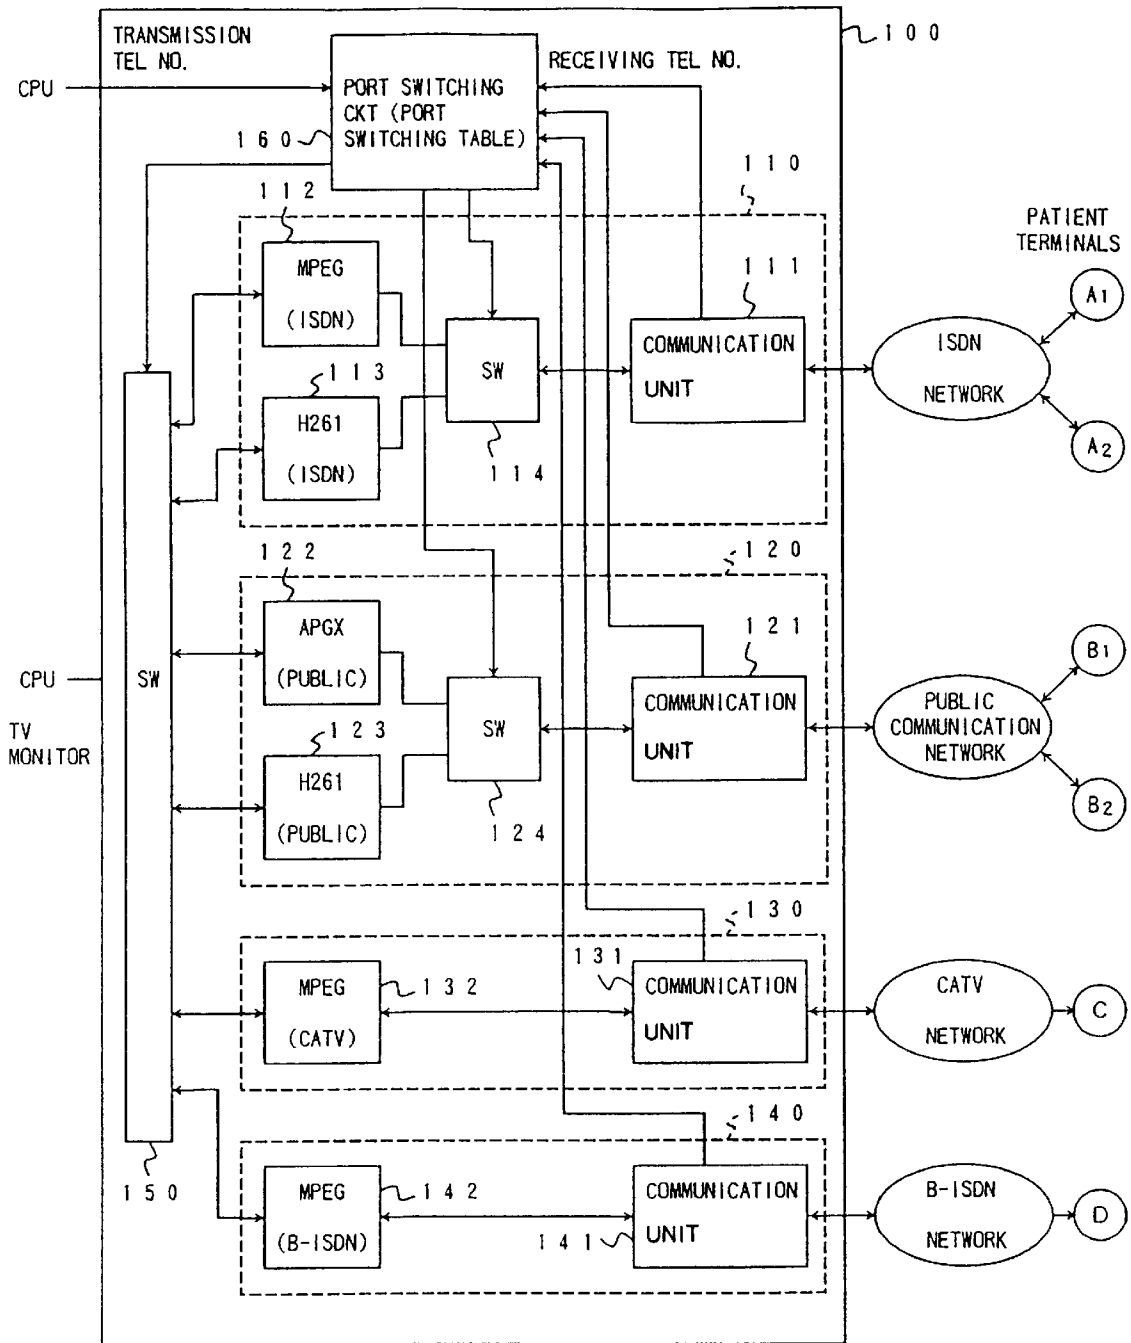 TRANSMISSION
TEL NO.
100
CPU
PORT SWITCHING
CKT (PORT
SWITCHING TABLE)
RECEIVING TEL NO.
160
110
112
PATIENT
TERMINALS
MPEG
(ISDN)
111
A1
SW
COMMUNICATION
UNIT
ISDN
NETWORK
113
H261
(ISDN)
114
A2
122
120
APGX
(PUBLIC)
121
B1
CPU
SW
SW
COMMUNICATION
UNIT
PUBLIC
COMMUNICATION
NETWORK
TV
MONITOR
123
H261
(PUBLIC)
124
B2
130
131
MPEG
(CATV)
132
COMMUNICATION
UNIT
CATV
NETWORK
C
140
150
MPEG
(B-ISDN)
142
COMMUNICATION
UNIT
141
B-ISDN
NETWORK
D